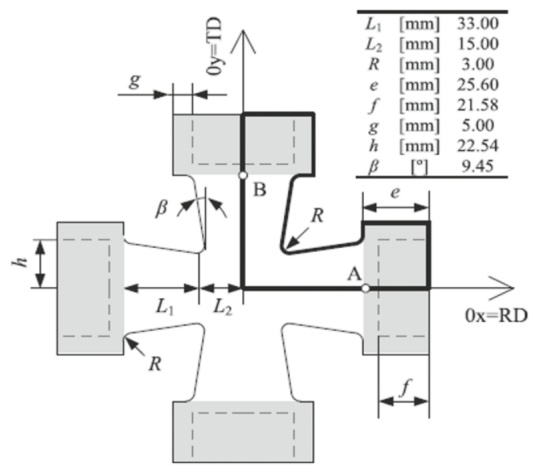 L₁ [mm] 33.00
L₂ [mm] 15.00
R [mm] 3.00
e [mm] 25.60
f [mm] 21.58
g [mm] 5.00
h [mm] 22.54
β [°] 9.45
0y=TD
g
B
β
R
e
h
A
L₁
L₂
0x=RD
R
f